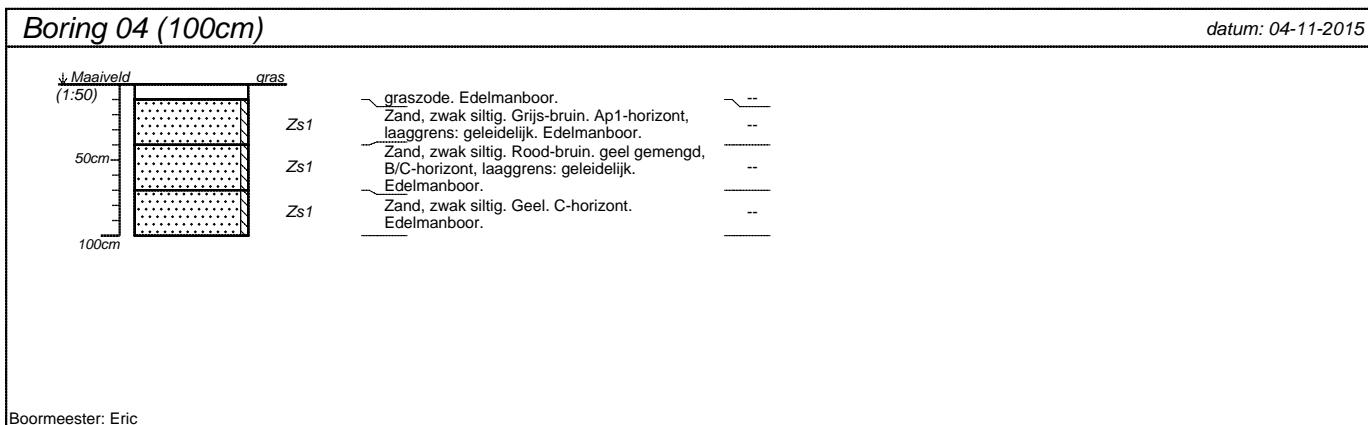 Boring 04 (100cm)
datum: 04-11-2015
Maaiveld
gras
(1:50)
graszode. Edelmanboor.
--
Zs1
Zand, zwak siltig. Grijs-bruin. Ap1-horizont,
laaggrens: geleidelijk. Edelmanboor.
--
50cm
Zs1
Zand, zwak siltig. Rood-bruin. geel gemengd,
B/C-horizont, laaggrens: geleidelijk.
Edelmanboor.
--
Zs1
Zand, zwak siltig. Geel. C-horizont.
Edelmanboor.
--
100cm
Boormeester: Eric